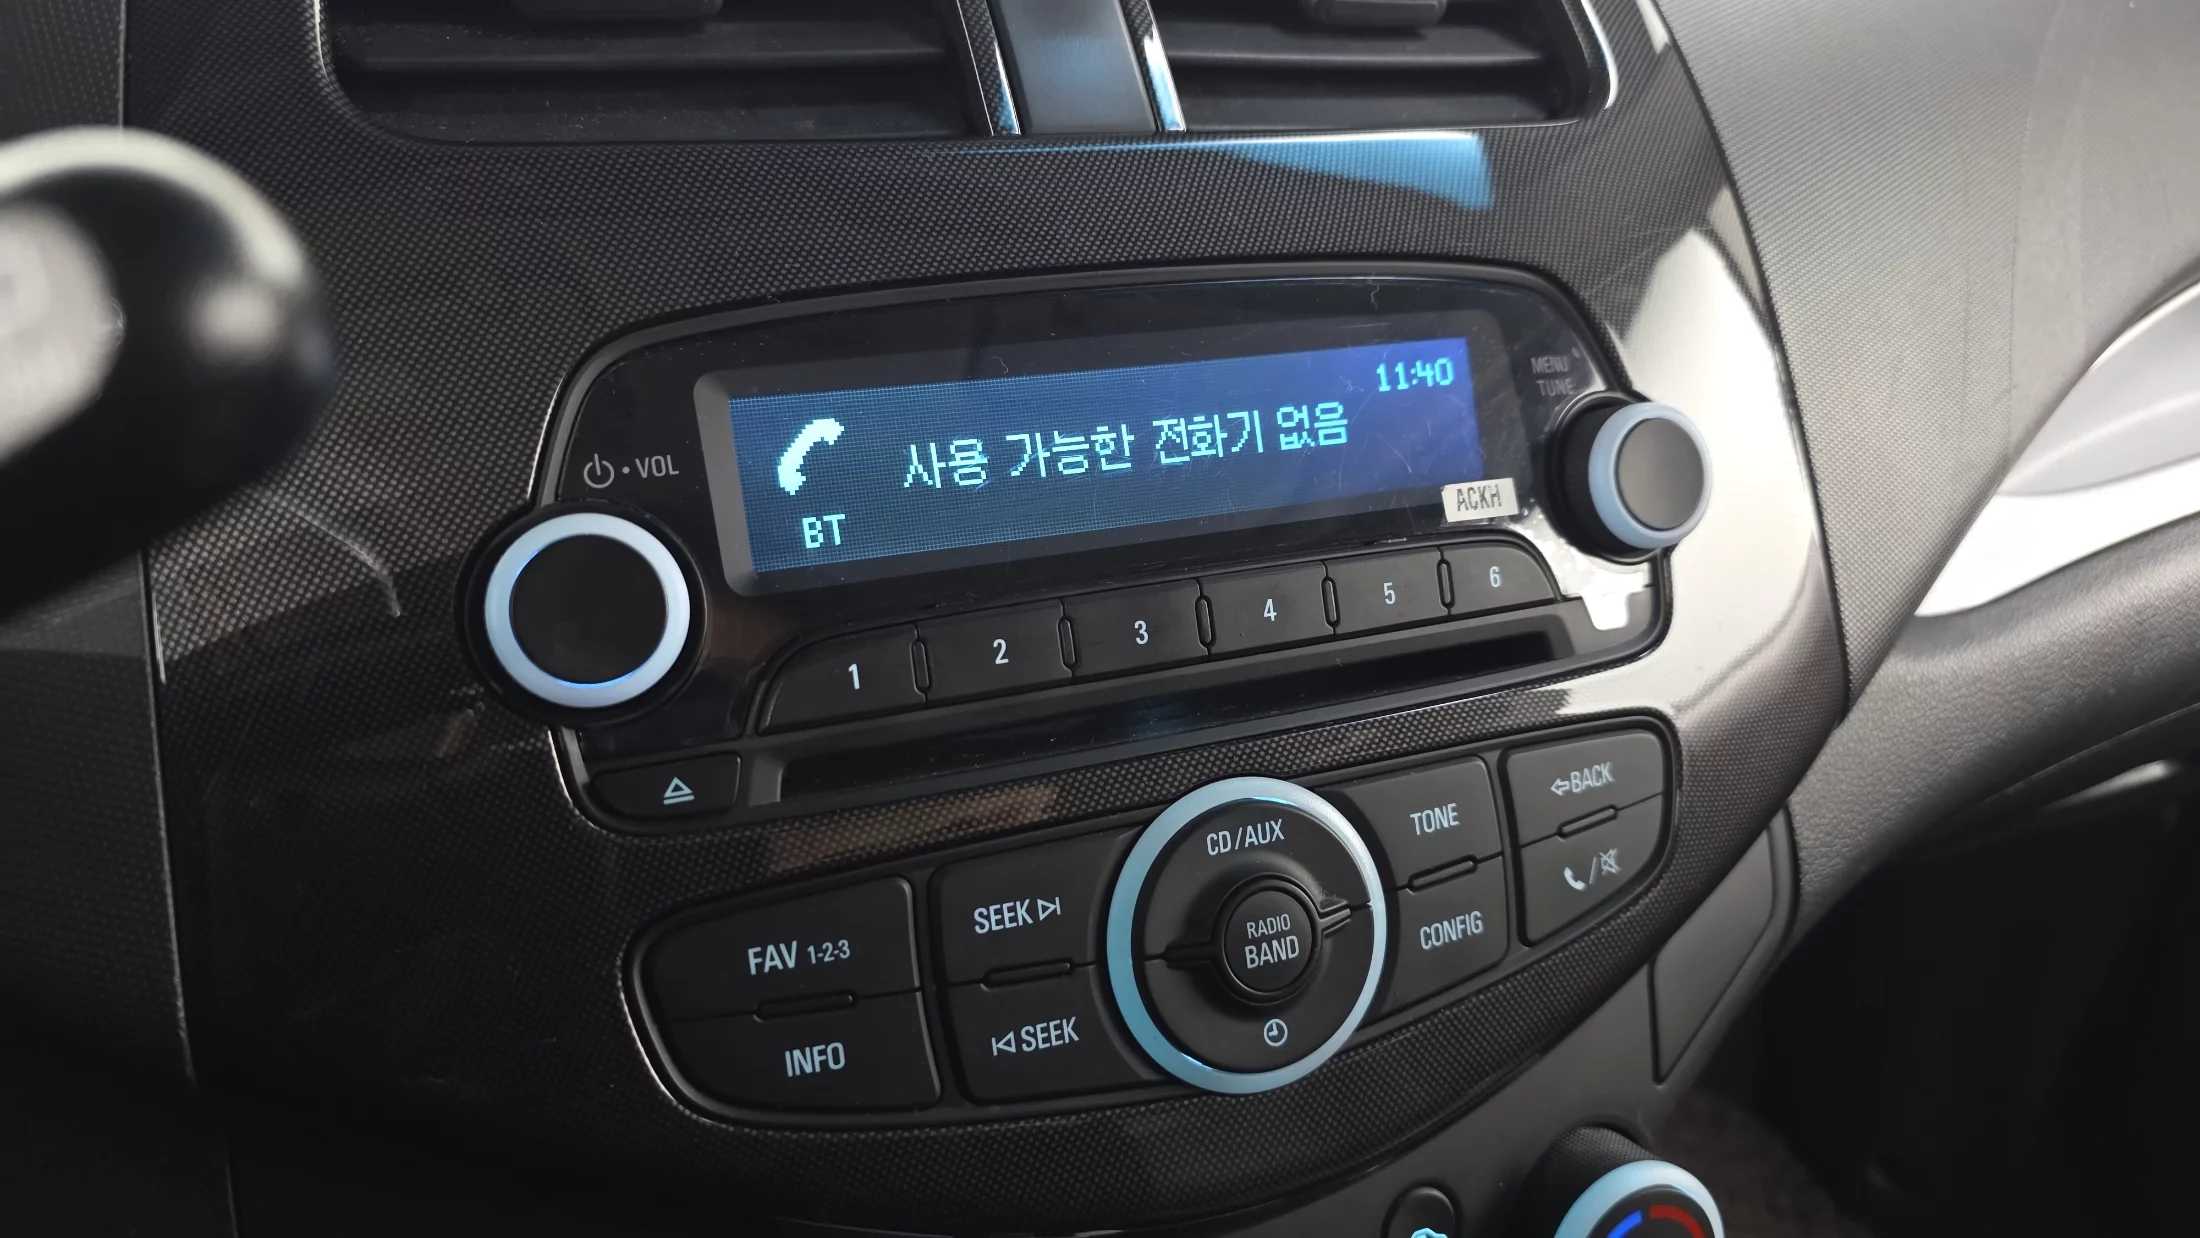 11:40
사용 가능한 전화기 없음
BT
VOL
MENU
TUNE
ACKH
1 2 3 4 5 6
CD/AUX
TONE
BACK
SEEK
RADIO
BAND
CONFIG
FAV 1-2-3
INFO
SEEK